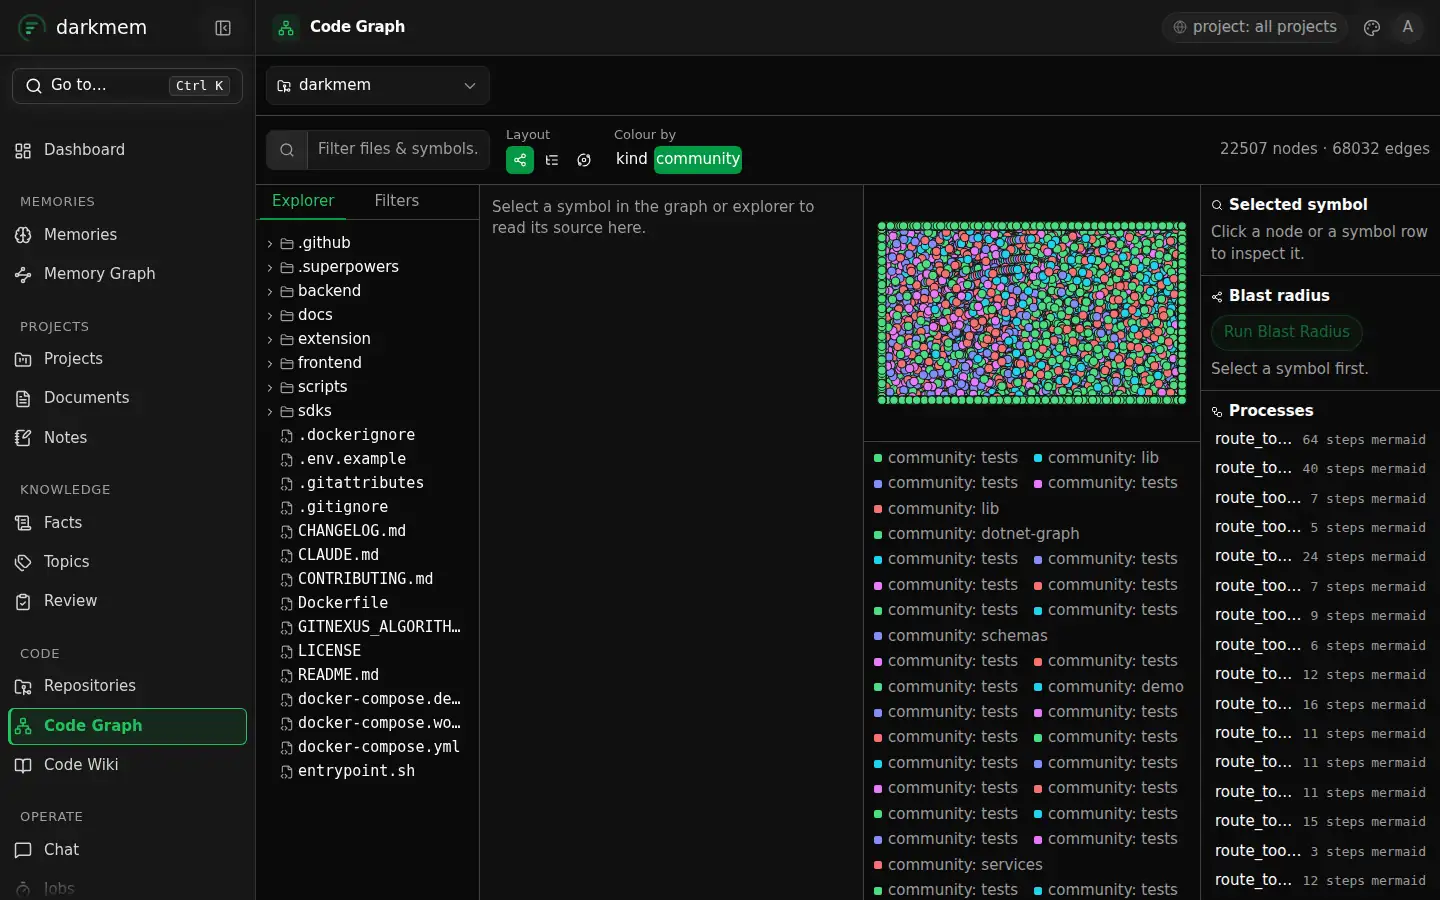 darkmem
Go to...
Ctrl K
Dashboard
MEMORIES
Memories
Memory Graph
PROJECTS
Projects
Documents
Notes
KNOWLEDGE
Facts
Topics
Review
CODE
Repositories
Code Graph
Code Wiki
OPERATE
Chat
Jobs
Code Graph
project: all projects
A
darkmem
Filter files & symbols.
Layout
Colour by
kind community
22507 nodes · 68032 edges
Explorer
Filters
.github
.superpowers
backend
docs
extension
frontend
scripts
sdks
.dockerignore
.env.example
.gitattributes
.gitignore
CHANGELOG.md
CLAUDE.md
CONTRIBUTING.md
Dockerfile
GITNEXUS_ALGORITH…
LICENSE
README.md
docker-compose.de…
docker-compose.wo…
docker-compose.yml
entrypoint.sh
Select a symbol in the graph or explorer to
read its source here.
community: tests community: lib
community: tests community: tests
community: lib
community: dotnet-graph
community: tests community: tests
community: tests community: tests
community: tests community: tests
community: schemas
community: tests community: tests
community: tests community: demo
community: tests community: tests
community: tests community: tests
community: tests community: tests
community: tests community: tests
community: tests community: tests
community: tests community: tests
community: services
community: tests community: tests
Selected symbol
Click a node or a symbol row
to inspect it.
Blast radius
Run Blast Radius
Select a symbol first.
Processes
route_to… 64 steps mermaid
route_to… 40 steps mermaid
route_too… 7 steps mermaid
route_too… 5 steps mermaid
route_to… 24 steps mermaid
route_too… 7 steps mermaid
route_too… 9 steps mermaid
route_too… 6 steps mermaid
route_to… 12 steps mermaid
route_to… 16 steps mermaid
route_to… 11 steps mermaid
route_to… 11 steps mermaid
route_to… 11 steps mermaid
route_to… 15 steps mermaid
route_too… 3 steps mermaid
route_to… 12 steps mermaid